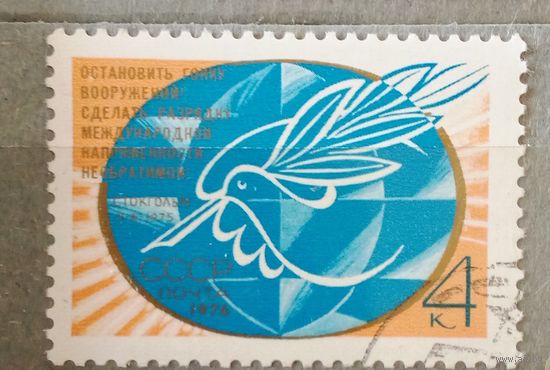 ОСТАНОВИТЬ ГОНКУ
ВООРУЖЕНИЙ!
СДЕЛАТЬ РАЗРЯДКУ
МЕЖДУНАРОДНОЙ
НАПРЯЖЕННОСТИ
НЕОБРАТИМОЙ!
СТОКГОЛЬМ
1975
СССР
ПОЧТА
1976
4
К